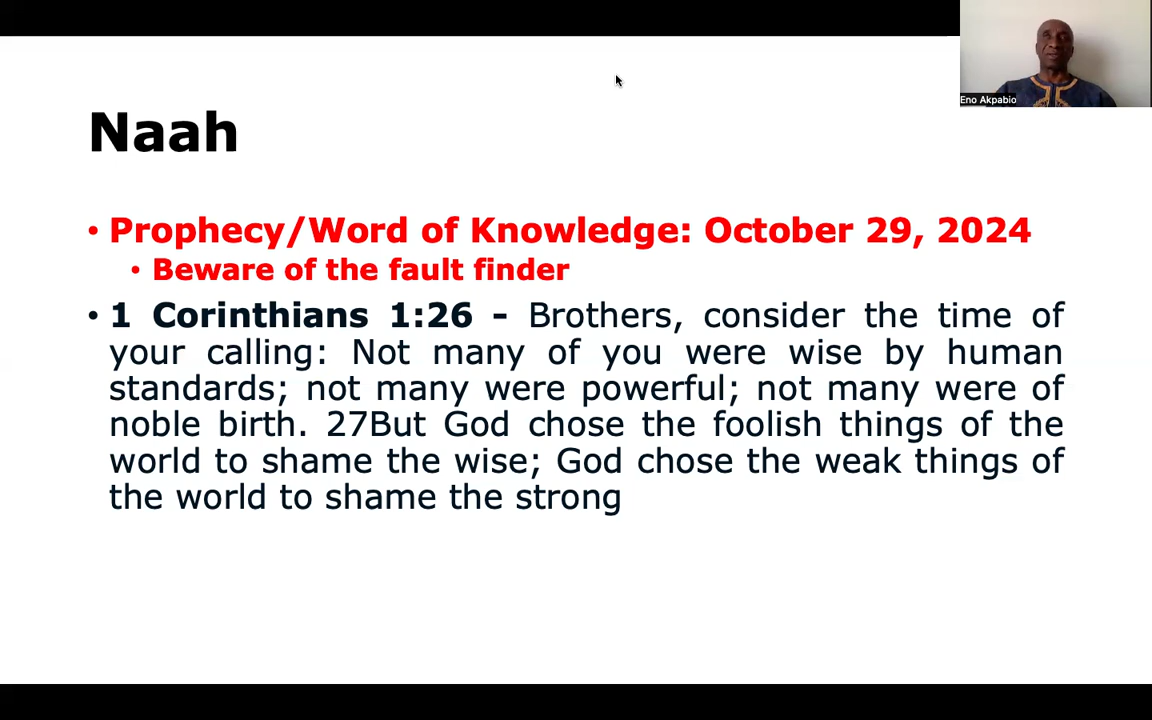 Eno Akpabio
Naah
• Prophecy/Word of Knowledge: October 29, 2024
• Beware of the fault finder
• 1 Corinthians 1:26 - Brothers, consider the time of
your calling: Not many of you were wise by human
standards; not many were powerful; not many were of
noble birth. 27But God chose the foolish things of the
world to shame the wise; God chose the weak things of
the world to shame the strong